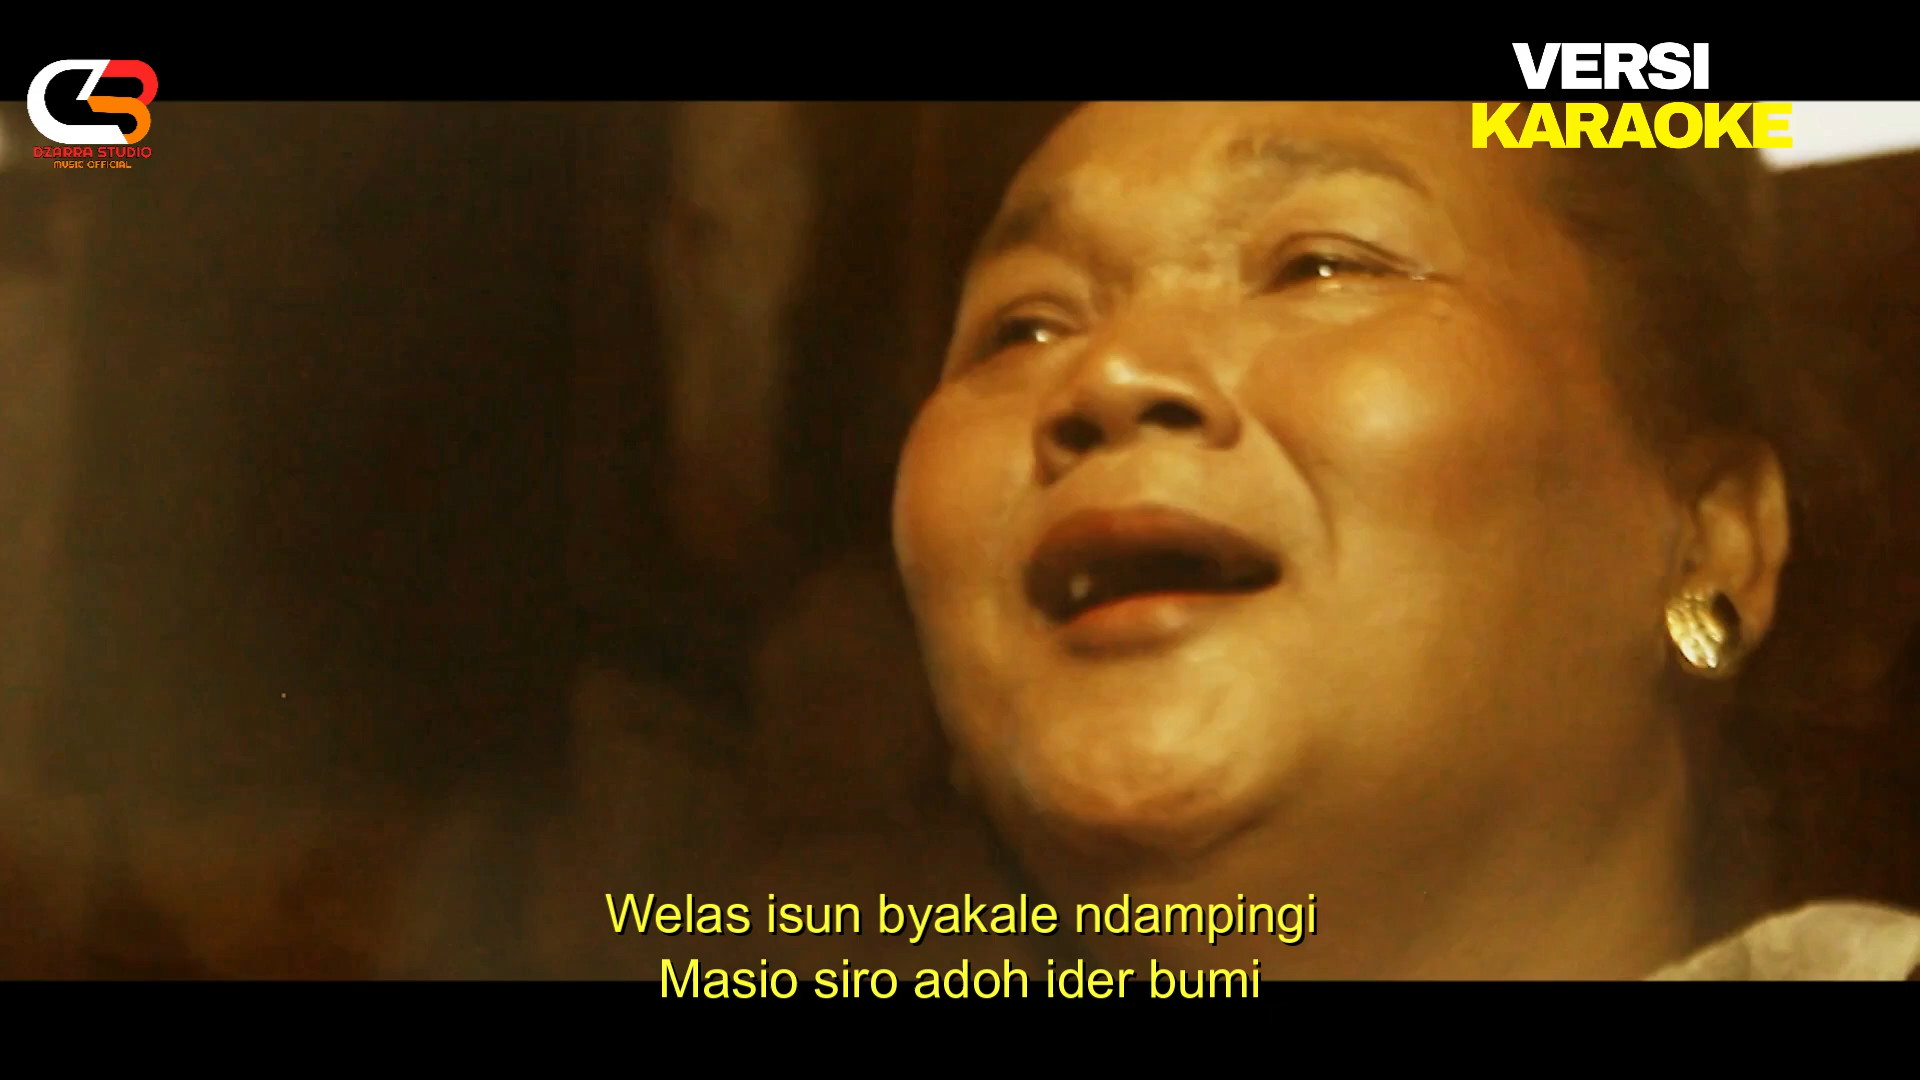 DZARRA STUDIO
MUSIC OFFICIAL
VERSI
KARAOKE
Welas isun byakale ndampingi
Masio siro adoh ider bumi